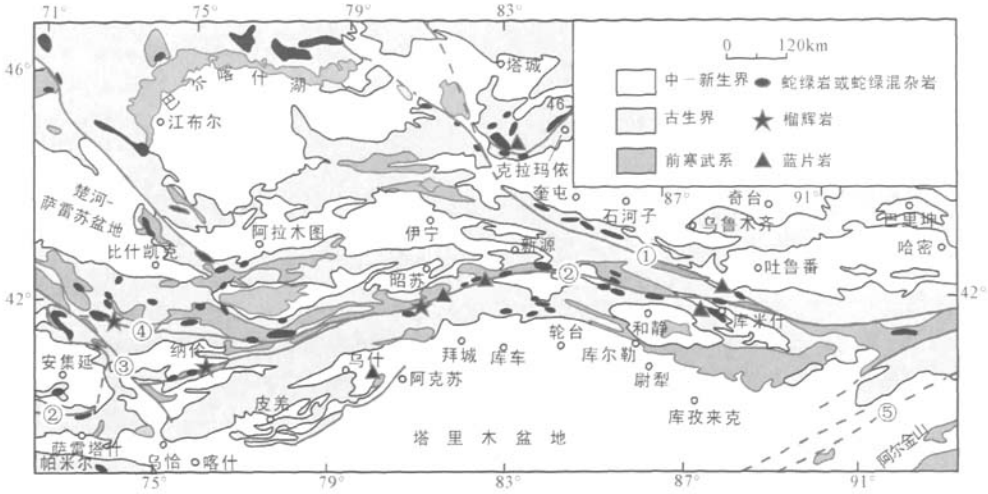 71°
75°
79°
83°
0 120km
中—新生界
蛇绿岩或蛇绿混杂岩
古生界
榴辉岩
前寒武系
蓝片岩
46°
塔城
巴尔喀什湖
46
江布尔
克拉玛依
楚河-
萨雷苏盆地
奎屯
87°
奇台
91°
石河子
乌鲁木齐
巴里坤
阿拉木图
伊宁
哈密
比什凯克
新源
①
吐鲁番
昭苏
②
42°
42°
④
和静
库米什
安集延
纳伦
③
乌什
拜城
库车
轮台
库尔勒
阿克苏
尉犁
②
皮羌
库孜来克
⑤
萨雷塔什
塔里木盆地
阿尔金山
帕米尔
乌恰
喀什
75°
79°
83°
87°
91°